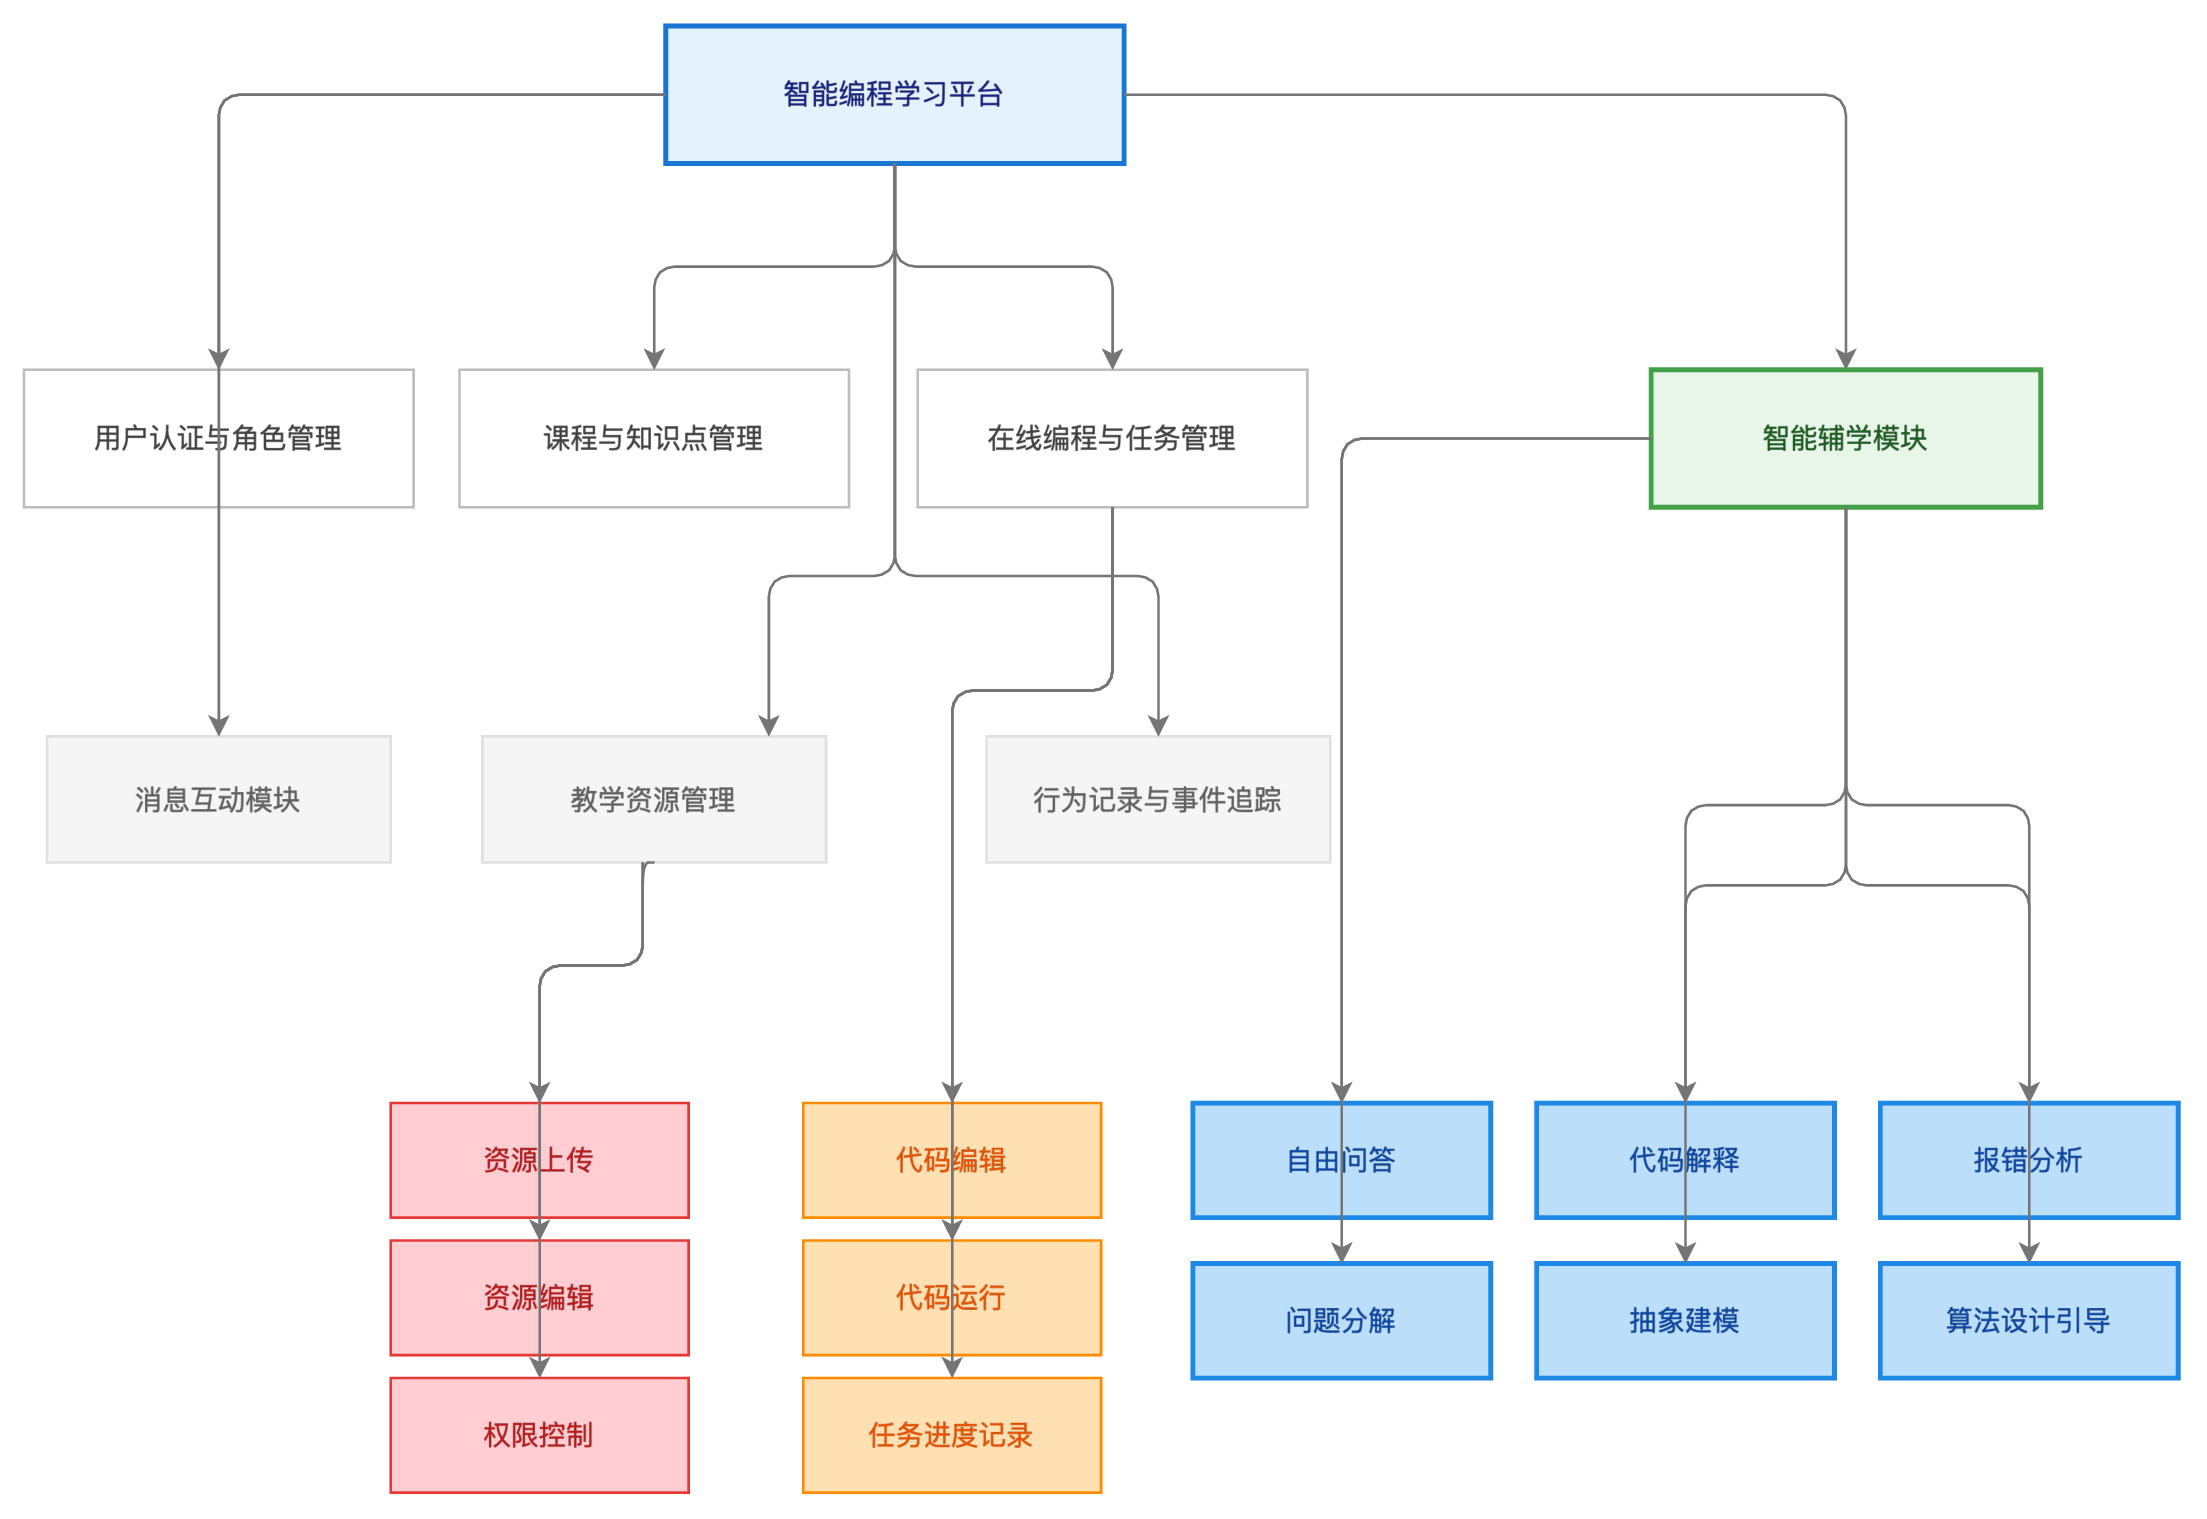 智能编程学习平台
用户认证与角色管理
课程与知识点管理
在线编程与任务管理
智能辅学模块
消息互动模块
教学资源管理
行为记录与事件追踪
资源上传
代码编辑
自由问答
代码解释
报错分析
资源编辑
代码运行
问题分解
抽象建模
算法设计引导
权限控制
任务进度记录